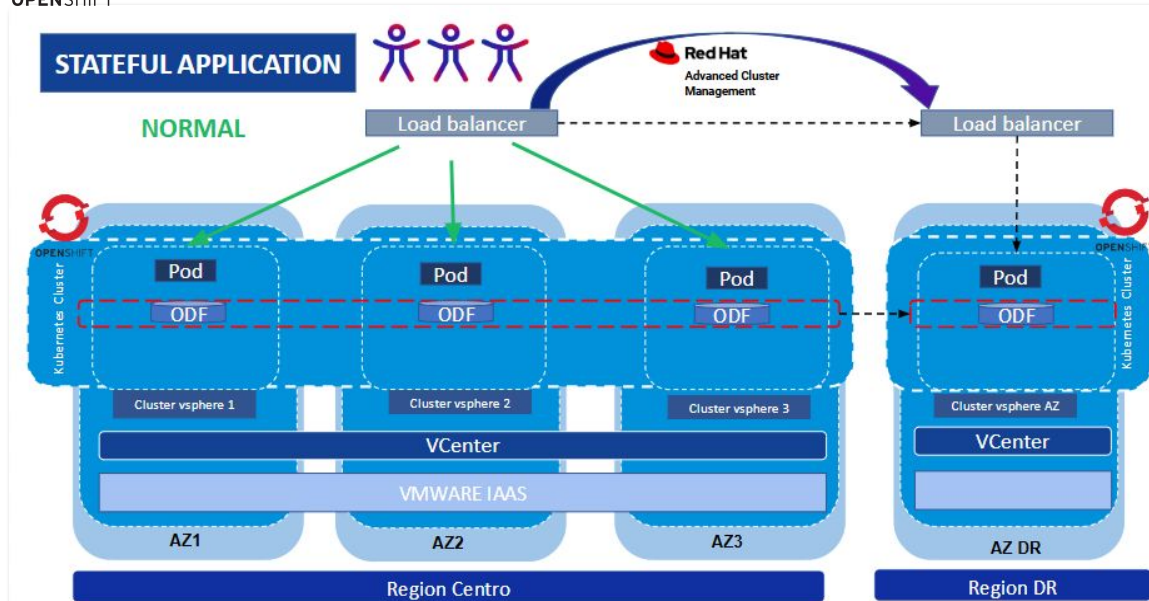 OPENSHIFT
STATEFUL APPLICATION
Red Hat
Advanced Cluster
Management
NORMAL
Load balancer
Load balancer
OPENSHIFT
OPENSHIFT
Kubernetes Cluster
Pod
Pod
Pod
Pod
ODF
ODF
ODF
ODF
Kubernetes Cluster
Cluster vsphere 1
Cluster vsphere 2
Cluster vsphere 3
Cluster vsphere AZ
VCenter
VCenter
VMWARE IAAS
AZ1
AZ2
AZ3
AZ DR
Region Centro
Region DR